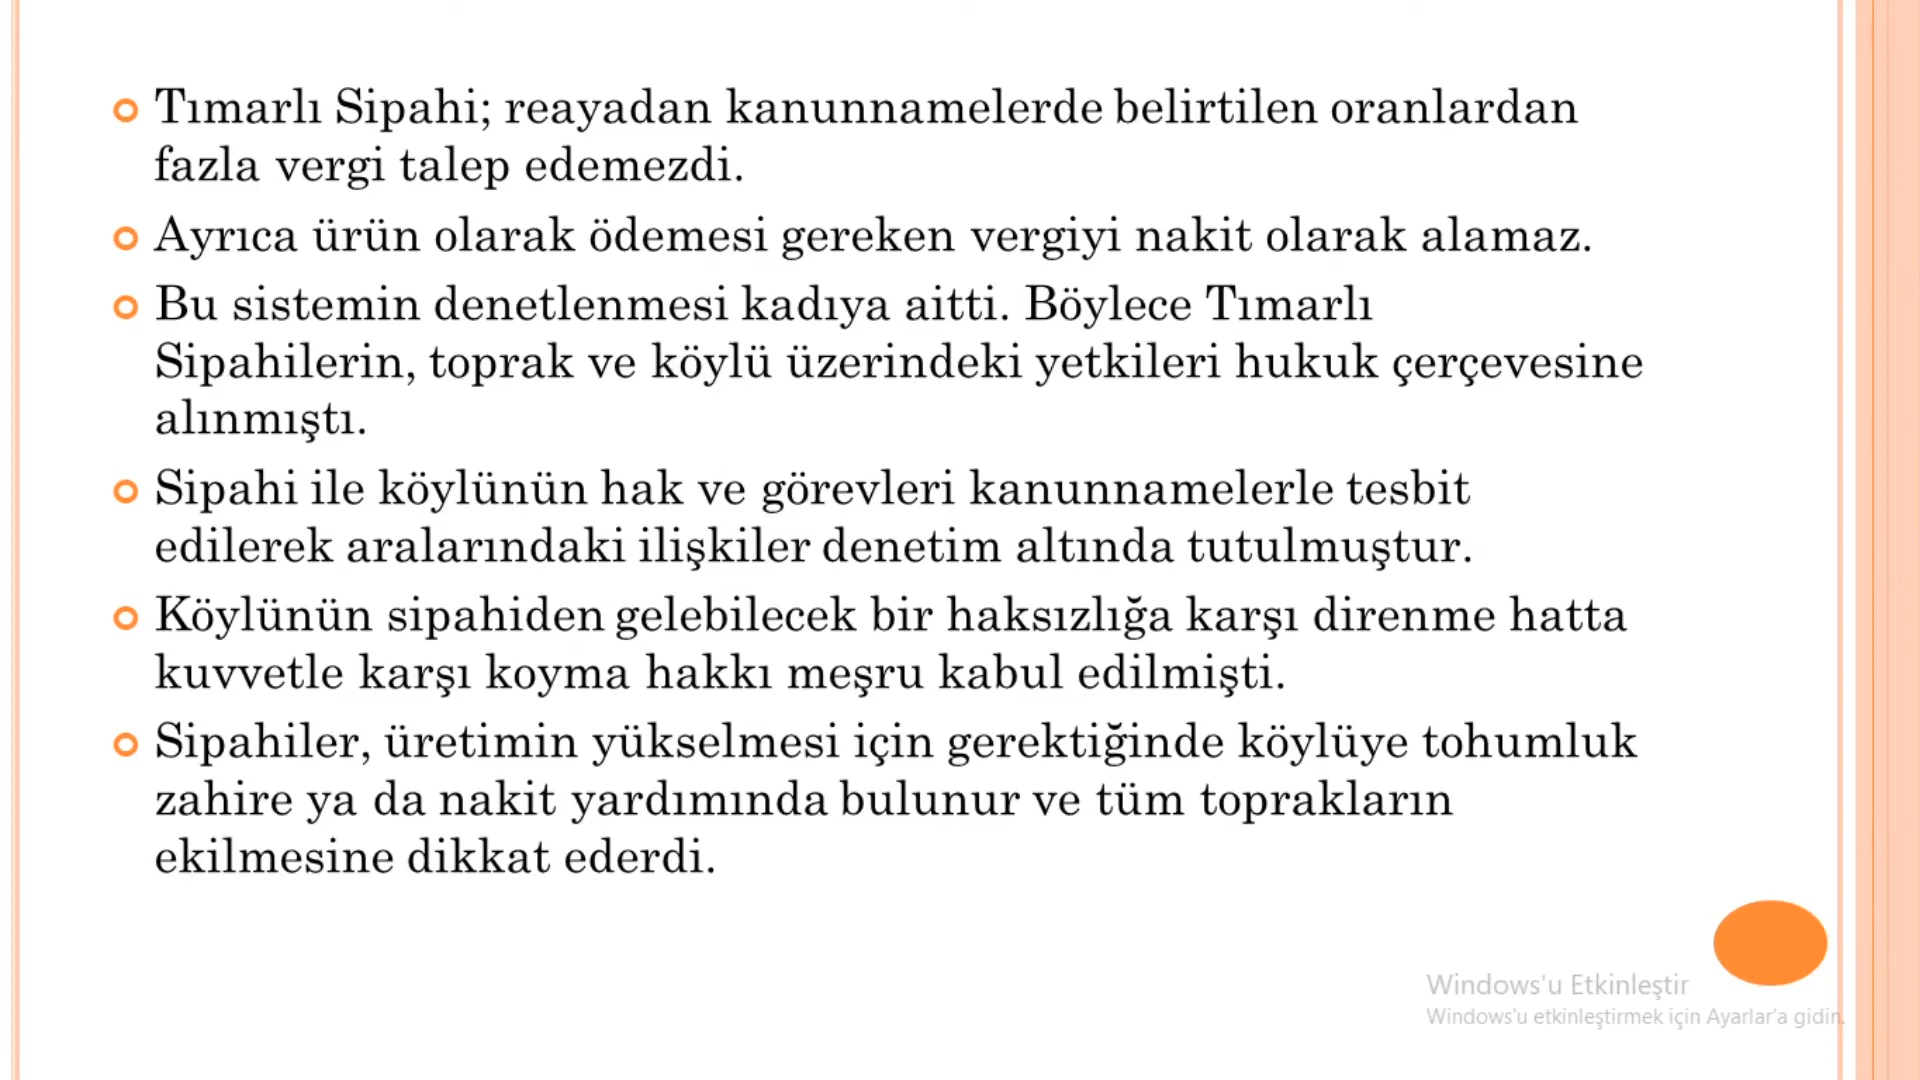 Tımarlı Sipahi; reayadan kanunnamelerde belirtilen oranlardan
fazla vergi talep edemezdi.
Ayrıca ürün olarak ödemesi gereken vergiyi nakit olarak alamaz.
Bu sistemin denetlenmesi kadıya aitti. Böylece Tımarlı
Sipahilerin, toprak ve köylü üzerindeki yetkileri hukuk çerçevesine
alınmıştı.
Sipahi ile köylünün hak ve görevleri kanunnamelerle tesbit
edilerek aralarındaki ilişkiler denetim altında tutulmuştur.
Köylünün sipahiden gelebilecek bir haksızlığa karşı direnme hatta
kuvvetle karşı koyma hakkı meşru kabul edilmişti.
Sipahiler, üretimin yükselmesi için gerektiğinde köylüye tohumluk
zahire ya da nakit yardımında bulunur ve tüm toprakların
ekilmesine dikkat ederdi.
Windows'u Etkinleştir
Windows'u etkinleştirmek için Ayarlar'a gidin.